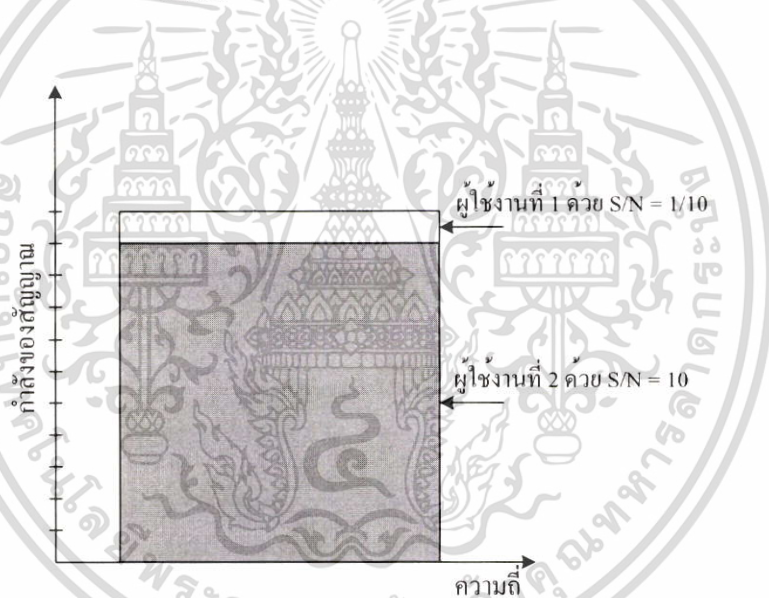 ผู้ใช้งานที่ 1 ด้วย S/N = 1/10
กำลังของสัญญาณ
ผู้ใช้งานที่ 2 ด้วย S/N = 10
ความถี่